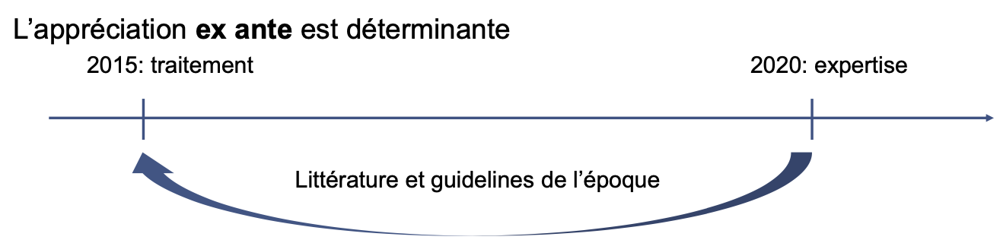 L’appréciation ex ante est déterminante
2015: traitement
2020: expertise
Littérature et guidelines de l’époque